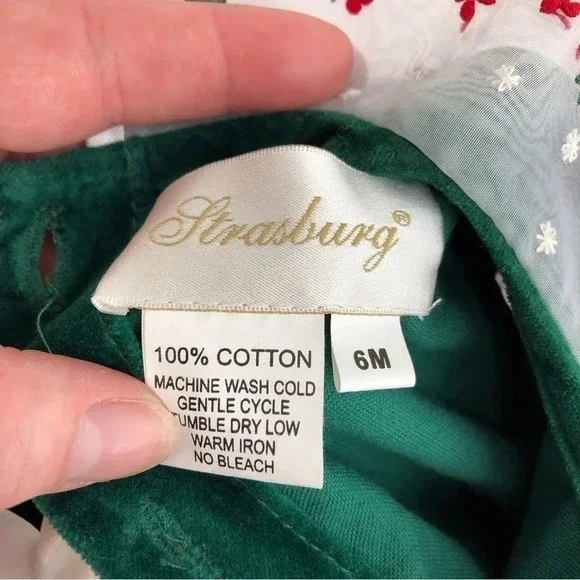 Strasburg®
100% COTTON
6M
MACHINE WASH COLD
GENTLE CYCLE
TUMBLE DRY LOW
WARM IRON
NO BLEACH